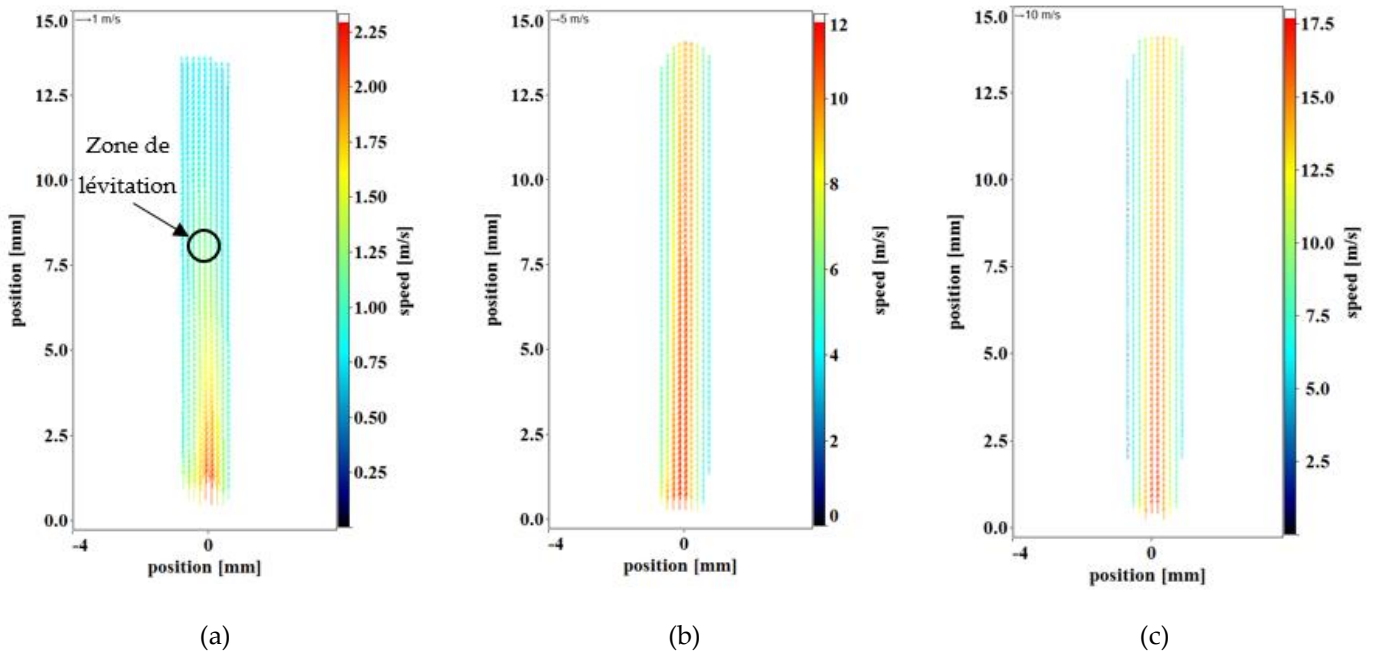 →1 m/s
15.0
12.5
10.0
7.5
5.0
2.5
0.0
position [mm]
Zone de
lévitation
-4
0
position [mm]
2.25
2.00
1.75
1.50
1.25
1.00
0.75
0.50
0.25
speed [m/s]
(a)
→5 m/s
15.0
12.5
10.0
7.5
5.0
2.5
0.0
position [mm]
-4
0
position [mm]
12
10
8
6
4
2
0
speed [m/s]
(b)
→10 m/s
15.0
12.5
10.0
7.5
5.0
2.5
0.0
position [mm]
-4
0
position [mm]
17.5
15.0
12.5
10.0
7.5
5.0
2.5
speed [m/s]
(c)